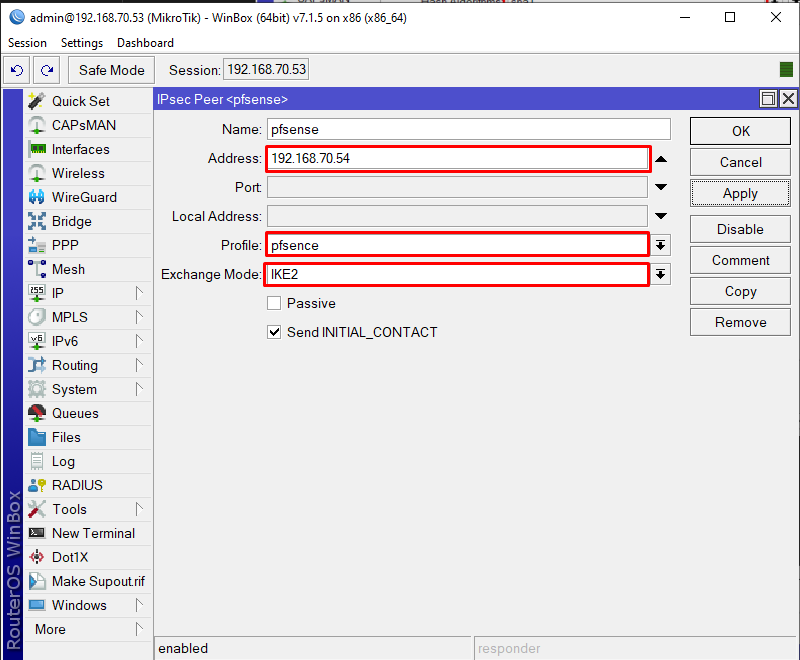 admin@192.168.70.53 (MikroTik) - WinBox (64bit) v7.1.5 on x86 (x86_64)
Session Settings Dashboard
Safe Mode Session: 192.168.70.53
Quick Set
CAPsMAN
Interfaces
Wireless
WireGuard
Bridge
PPP
Mesh
IP
MPLS
IPv6
Routing
System
Queues
Files
Log
RADIUS
Tools
New Terminal
Dot1X
Make Supout.rif
Windows
More
RouterOS WinBox
IPsec Peer <pfsense>
Name: pfsense
Address: 192.168.70.54
Port:
Local Address:
Profile: pfsence
Exchange Mode: IKE2
Passive
Send INITIAL_CONTACT
OK
Cancel
Apply
Disable
Comment
Copy
Remove
enabled
responder